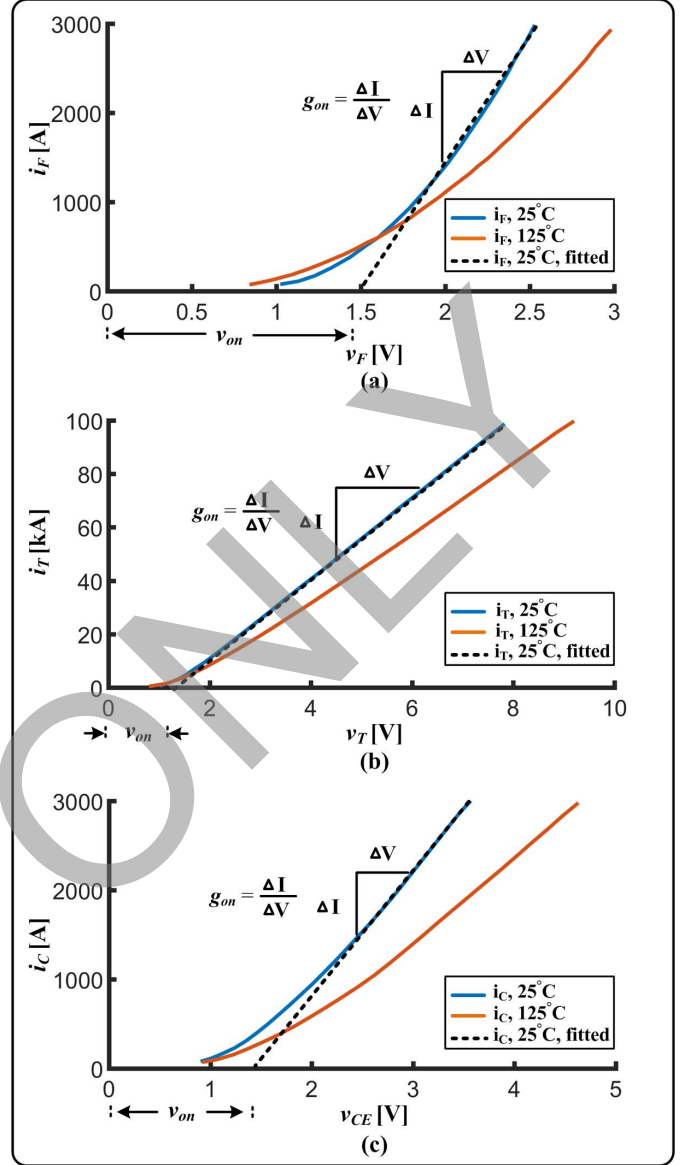 3000
2000
1000
0
i_F [A]
g_on = ΔI / ΔV
ΔI
ΔV
i_F, 25°C
i_F, 125°C
i_F, 25°C, fitted
0 0.5 1 1.5 2 2.5 3
v_on
v_F [V]
(a)
100
80
60
40
20
0
i_T [kA]
g_on = ΔI / ΔV
ΔI
ΔV
i_T, 25°C
i_T, 125°C
i_T, 25°C, fitted
0 2 4 6 8 10
v_on
v_T [V]
(b)
3000
2000
1000
0
i_C [A]
g_on = ΔI / ΔV
ΔI
ΔV
i_C, 25°C
i_C, 125°C
i_C, 25°C, fitted
0 1 2 3 4 5
v_on
v_CE [V]
(c)
ONLY